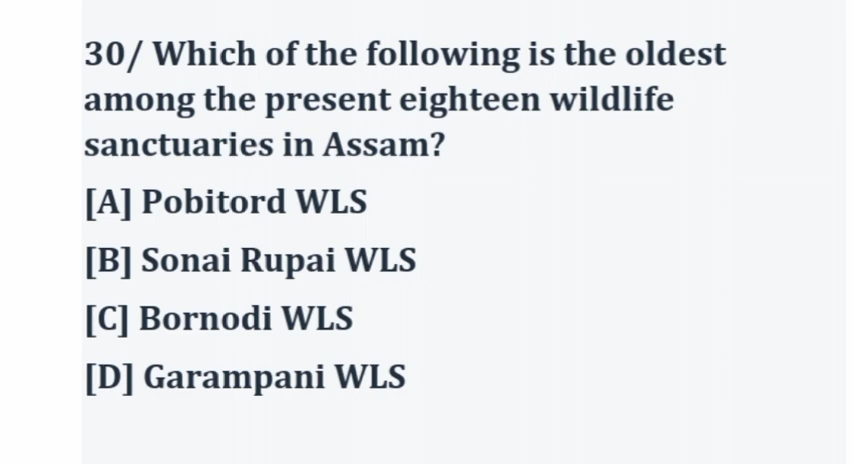 30/ Which of the following is the oldest
among the present eighteen wildlife
sanctuaries in Assam?
[A] Pobitord WLS
[B] Sonai Rupai WLS
[C] Bornodi WLS
[D] Garampani WLS